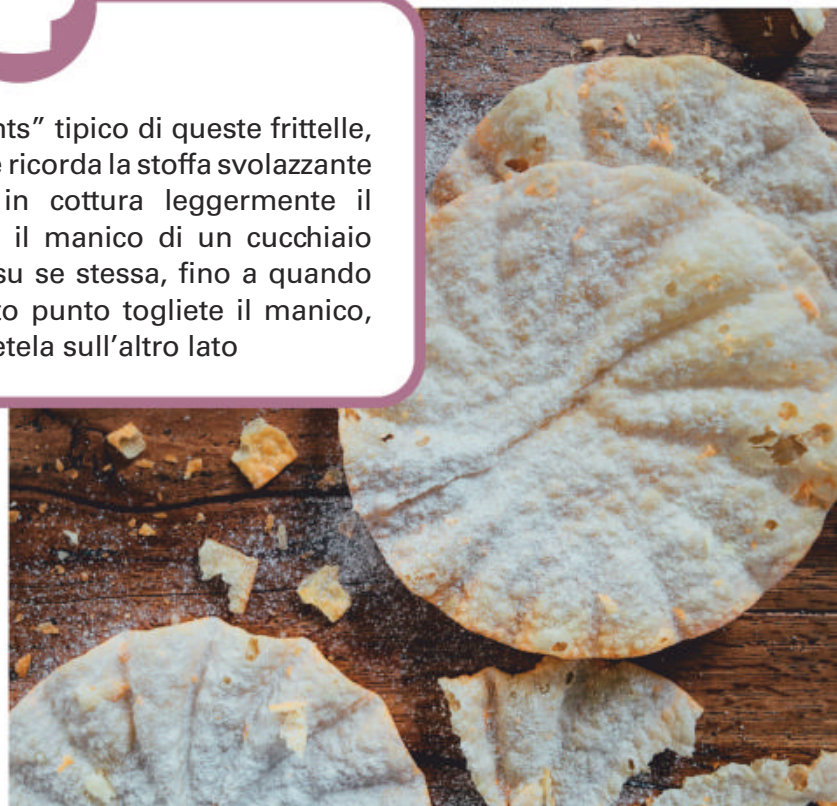 nts” tipico di queste frittelle,
e ricorda la stoffa svolazzante
in cottura leggermente il
il manico di un cucchiaio
su se stessa, fino a quando
to punto togliete il manico,
etela sull’altro lato